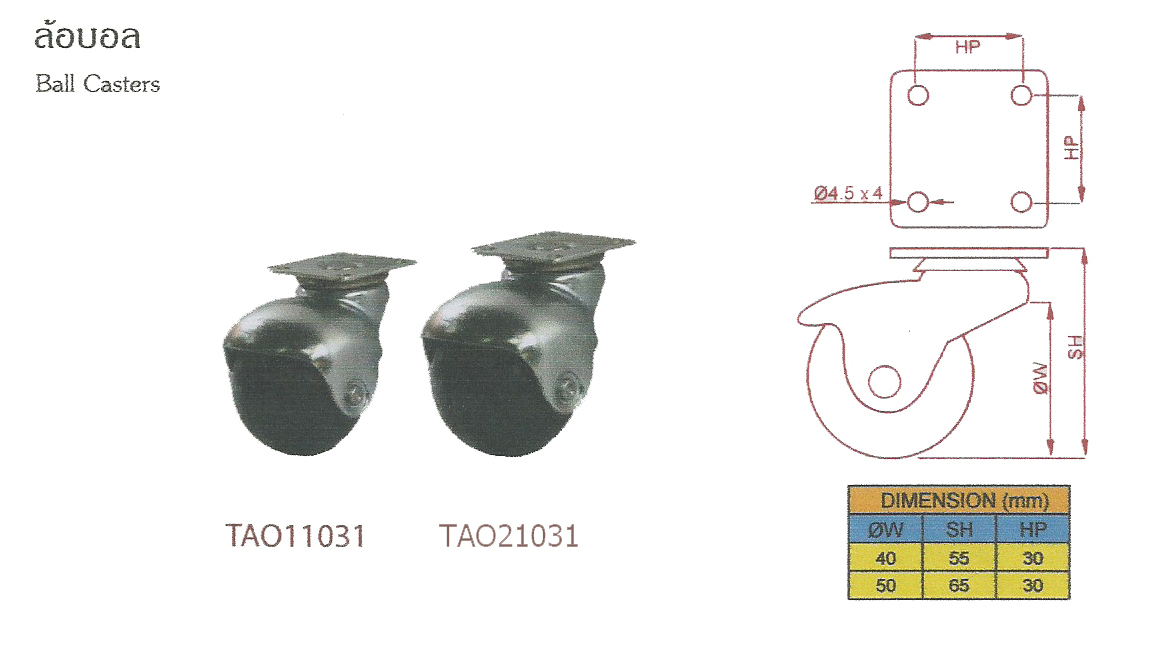 ล้อบอล
Ball Casters
HP
HP
Ø4.5 x 4
SH
ØW
TAO11031
TAO21031
DIMENSION (mm)
ØW SH HP
40 55 30
50 65 30